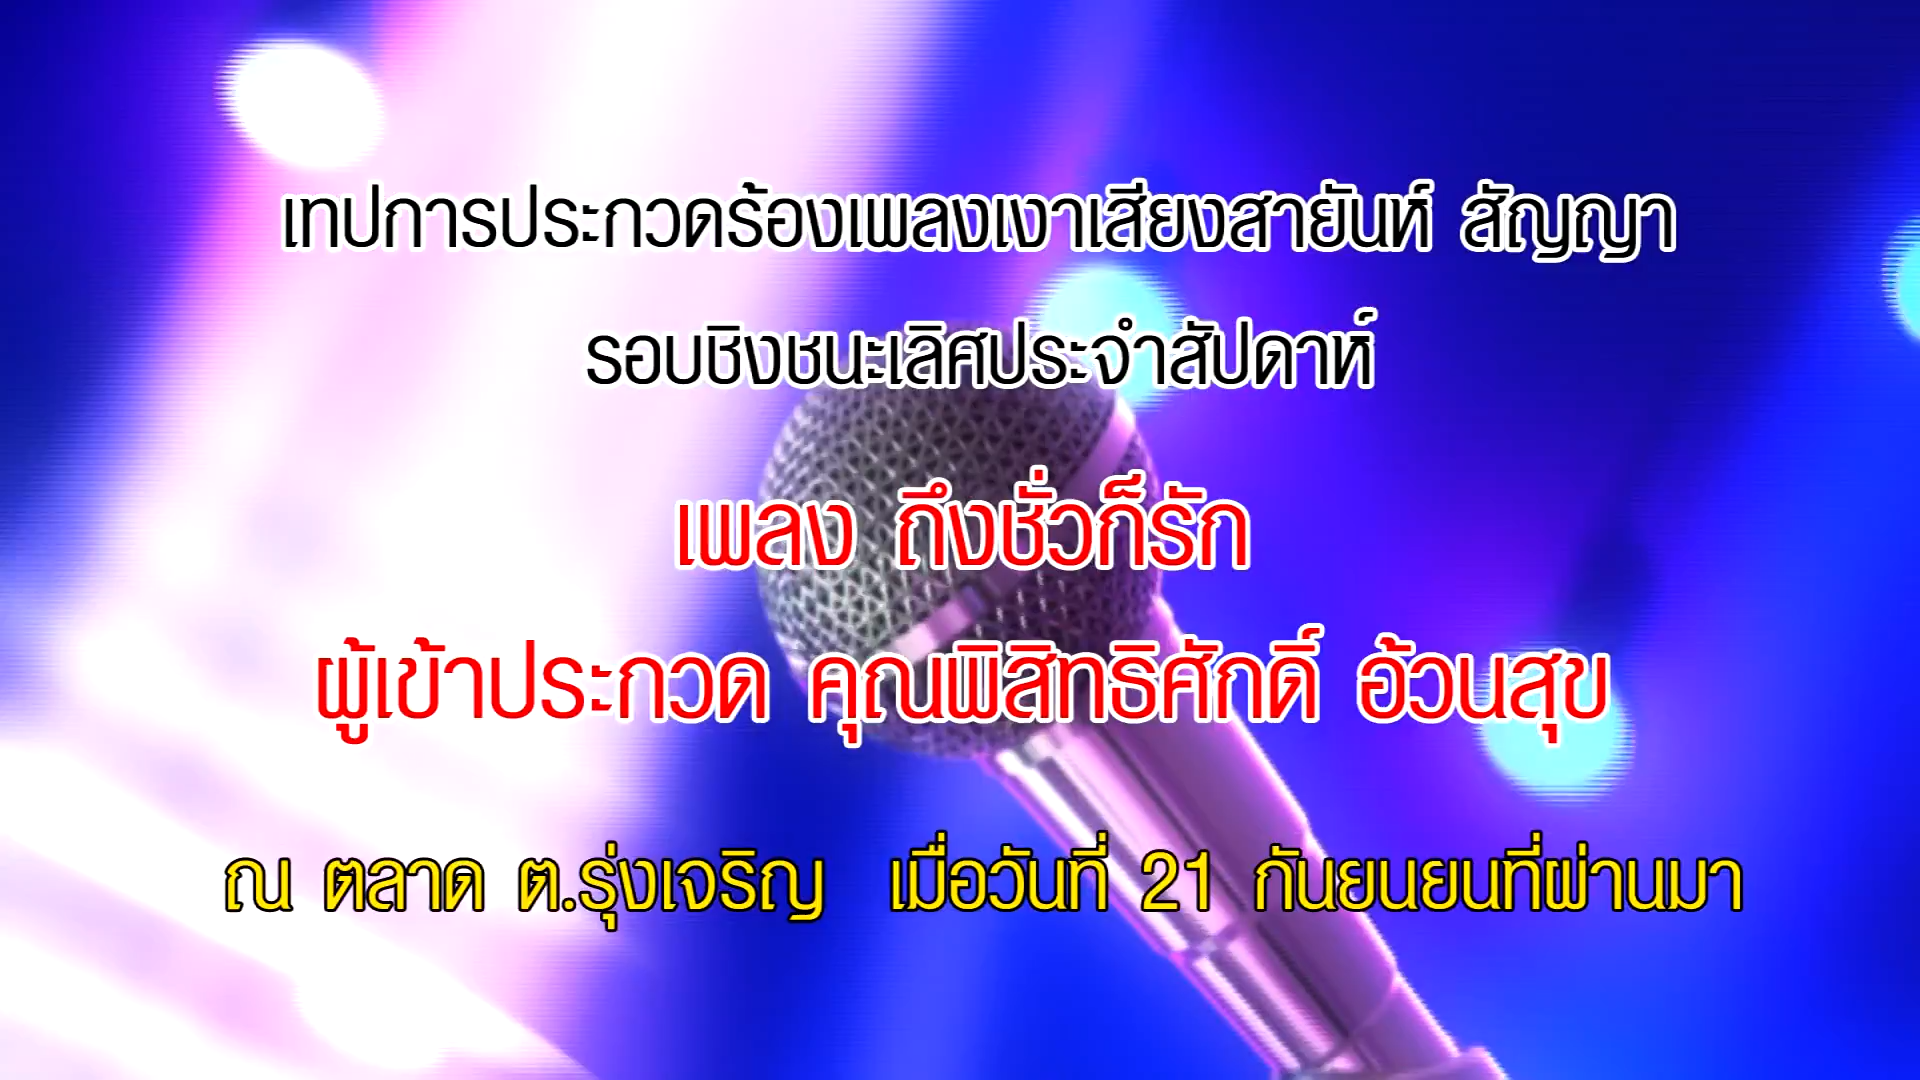 เทปการประกวดร้องเพลงเงาเสียงสายัณห์ สัญญา
รอบชิงชนะเลิศประจำสัปดาห์
เพลง ถึงชั่วก็รัก
ผู้เข้าประกวด คุณพิสิทธิศักดิ์ อ้วนสุข
ณ ตลาด ต.รุ่งเจริญ เมื่อวันที่ 21 กันยนยนที่ผ่านมา